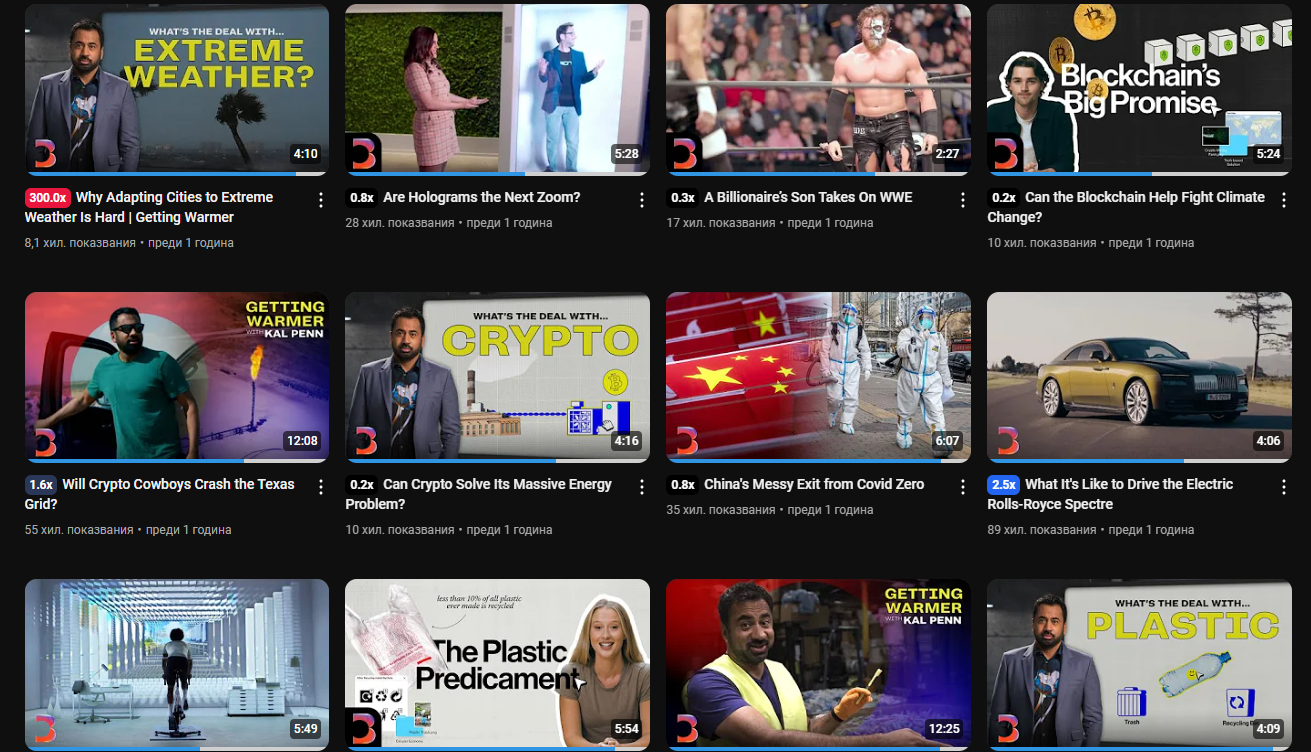 WHAT'S THE DEAL WITH...
EXTREME
WEATHER?
4:10
5:28
2:27
Blockchain's
Big Promise
5:24
300.0x Why Adapting Cities to Extreme
Weather Is Hard | Getting Warmer
8,1 хил. показвания • преди 1 година
0.8x Are Holograms the Next Zoom?
28 хил. показвания • преди 1 година
0.3x A Billionaire's Son Takes On WWE
17 хил. показвания • преди 1 година
0.2x Can the Blockchain Help Fight Climate
Change?
10 хил. показвания • преди 1 година
GETTING
WARMER
WITH KAL PENN
12:08
WHAT'S THE DEAL WITH...
CRYPTO
4:16
6:07
4:06
1.6x Will Crypto Cowboys Crash the Texas
Grid?
55 хил. показвания • преди 1 година
0.2x Can Crypto Solve Its Massive Energy
Problem?
10 хил. показвания • преди 1 година
0.8x China's Messy Exit from Covid Zero
35 хил. показвания • преди 1 година
2.5x What It's Like to Drive the Electric
Rolls-Royce Spectre
89 хил. показвания • преди 1 година
5:49
less than 10% of all plastic
ever made is recycled
The Plastic
Predicament
5:54
GETTING
WARMER
WITH KAL PENN
12:25
WHAT'S THE DEAL WITH...
PLASTIC
Trash
Recycling
4:09